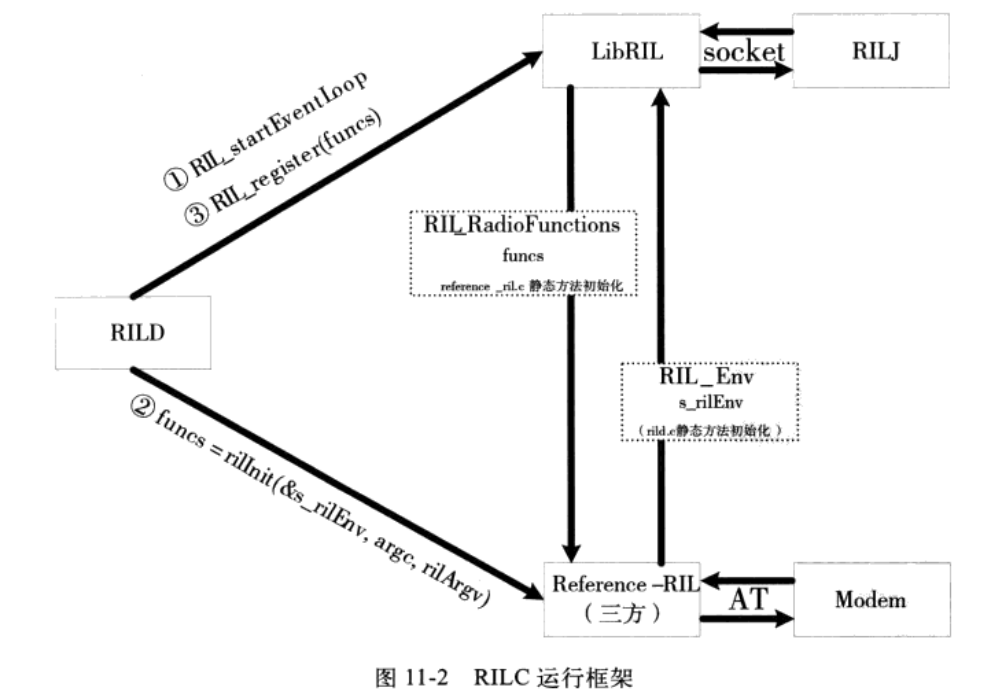 LibRIL
socket
RILJ
① RIL_startEventLoop
③ RIL_register(funcs)
RIL_RadioFunctions
funcs
reference _ril.c 静态方法初始化
RILD
RIL_Env
s_rilEnv
（rild.c静态方法初始化）
② funcs =rilInit(&s_rilEnv, argc, rilArgv)
Reference –RIL
（三方）
AT
Modem
图 11-2 RILC 运行框架